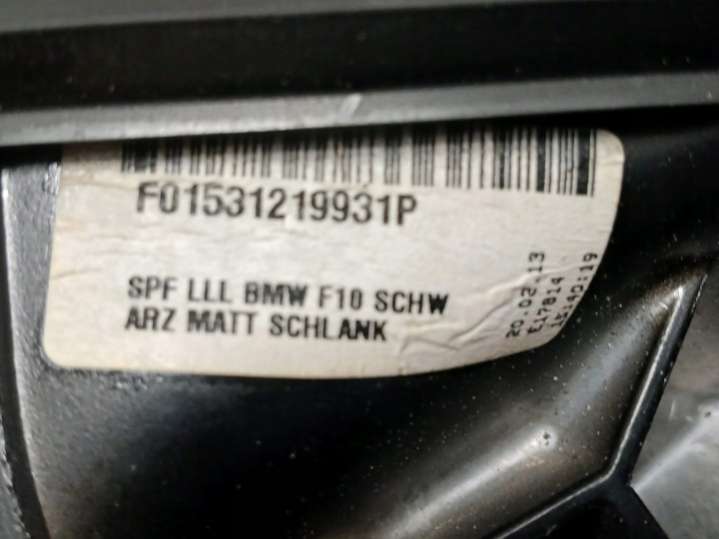 F01531219931P
SPF LLL BMW F10 SCHW
ARZ MATT SCHLANK
20.02.13
E17814
15:40:19